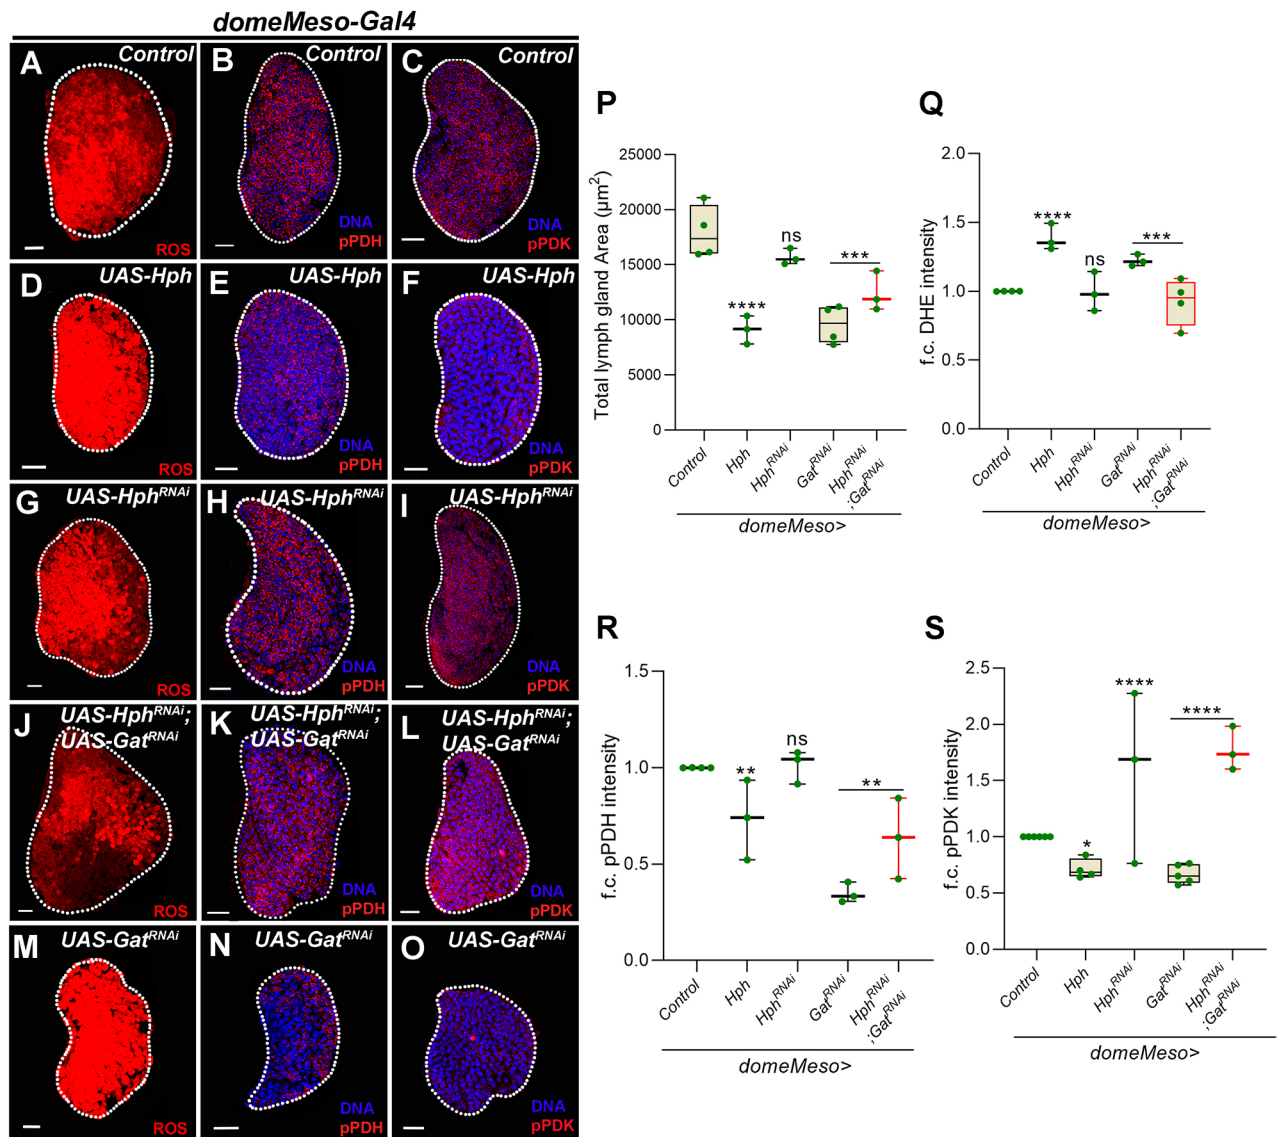 domeMeso-Gal4
A
Control
ROS
B
Control
DNA
pPDH
C
Control
DNA
pPDK
D
UAS-Hph
ROS
E
UAS-Hph
DNA
pPDH
F
UAS-Hph
DNA
pPDK
G
UAS-HphRNAi
ROS
H
UAS-HphRNAi
DNA
pPDH
I
UAS-HphRNAi
DNA
pPDK
J
UAS-HphRNAi;
UAS-GatRNAi
ROS
K
UAS-HphRNAi;
UAS-GatRNAi
DNA
pPDH
L
UAS-HphRNAi;
UAS-GatRNAi
DNA
pPDK
M
UAS-GatRNAi
ROS
N
UAS-GatRNAi
DNA
pPDH
O
UAS-GatRNAi
DNA
pPDK
P
Total lymph gland Area (µm2)
25000
20000
15000
10000
5000
0
****
ns
***
Control
Hph
HphRNAi
GatRNAi
HphRNAi
;GatRNAi
domeMeso>
Q
f.c. DHE intensity
2.0
1.5
1.0
0.5
0.0
****
ns
***
Control
Hph
HphRNAi
GatRNAi
HphRNAi
;GatRNAi
domeMeso>
R
f.c. pPDH intensity
1.5
1.0
0.5
0.0
**
ns
**
Control
Hph
HphRNAi
GatRNAi
HphRNAi
;GatRNAi
domeMeso>
S
f.c. pPDK intensity
2.5
2.0
1.5
1.0
0.5
0.0
*
****
****
Control
Hph
HphRNAi
GatRNAi
HphRNAi
;GatRNAi
domeMeso>